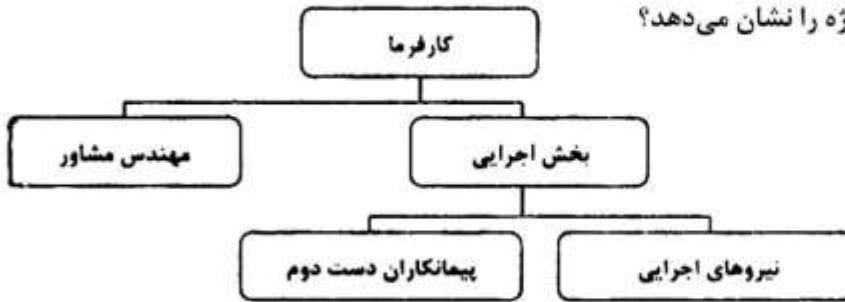 ژه را نشان می‌دهد؟
کارفرما
بخش اجرایی
مهندس مشاور
نیروهای اجرایی
پیمانکاران دست دوم